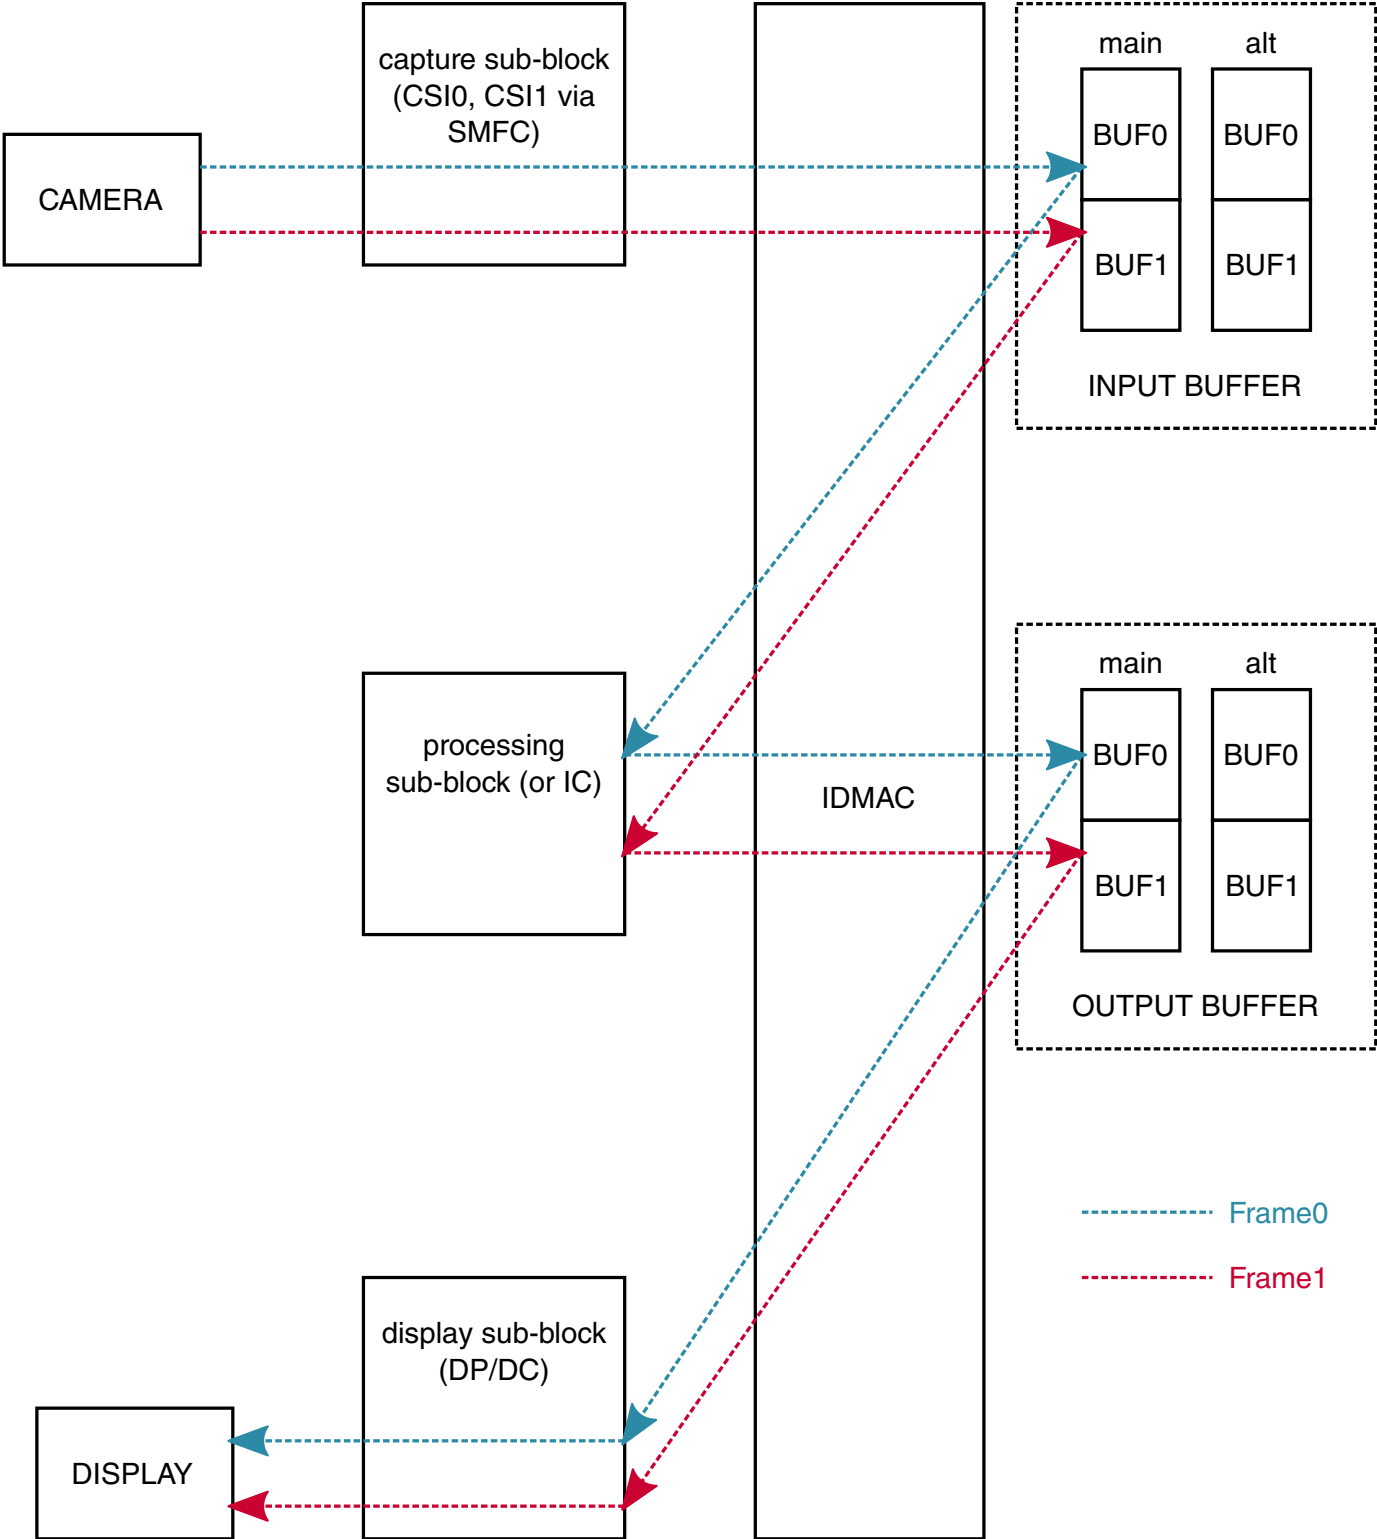 capture sub-block
(CSI0, CSI1 via
SMFC)
main
alt
BUF0
BUF0
CAMERA
BUF1
BUF1
INPUT BUFFER
main
alt
processing
sub-block (or IC)
IDMAC
BUF0
BUF0
BUF1
BUF1
OUTPUT BUFFER
Frame0
Frame1
display sub-block
(DP/DC)
DISPLAY